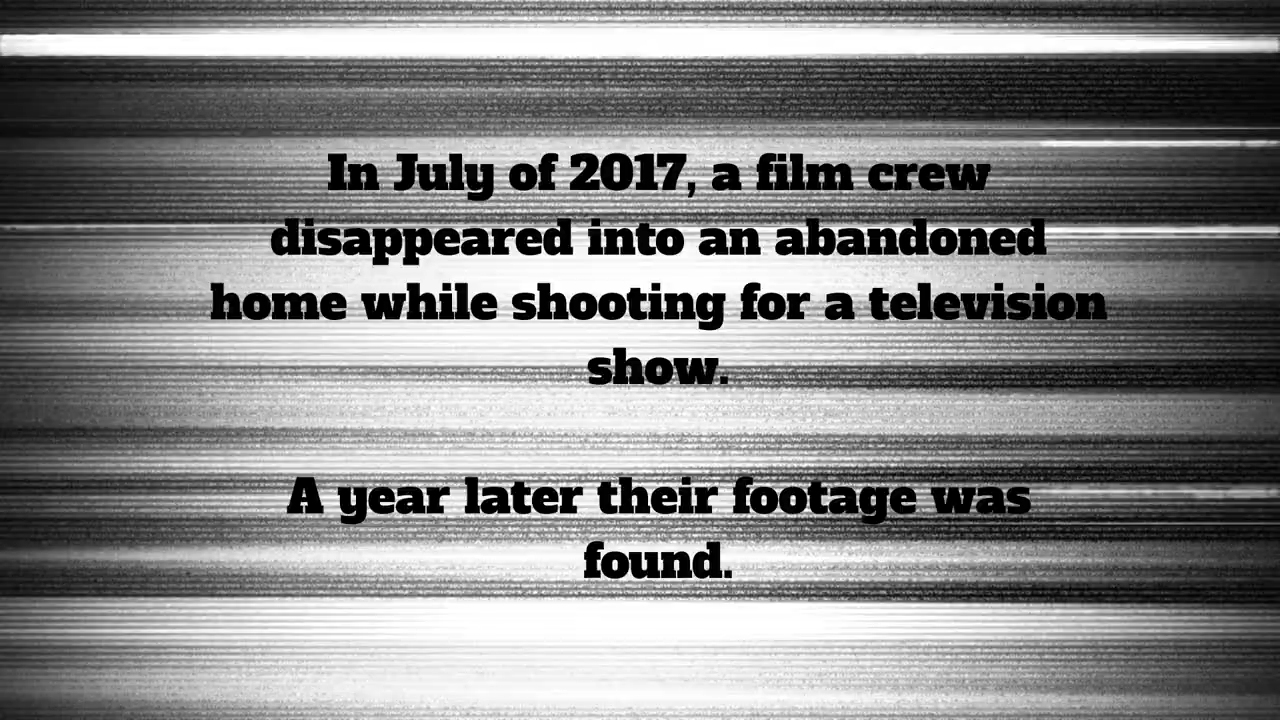 In July of 2017, a film crew
disappeared into an abandoned
home while shooting for a television
show.
A year later their footage was
found.